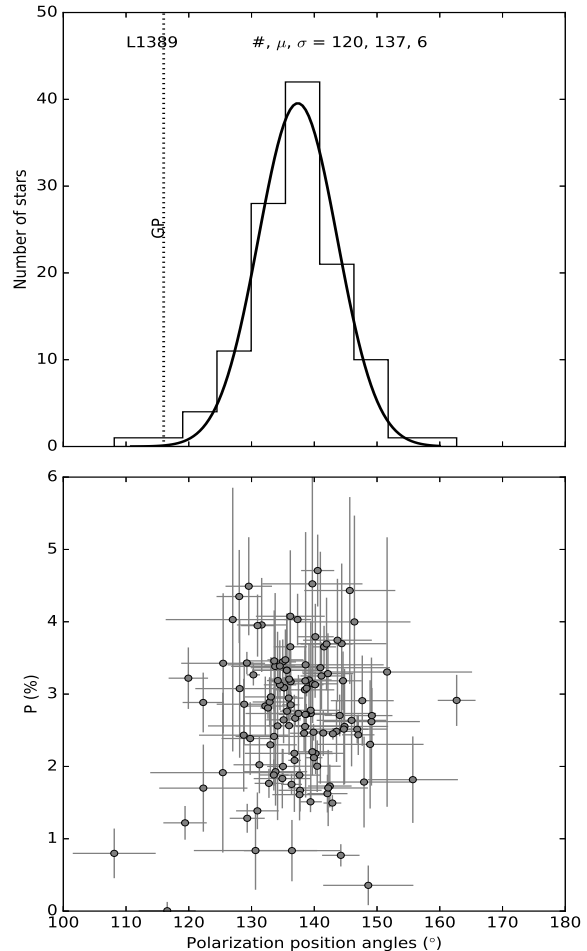 50
L1389
#, μ, σ = 120, 137, 6
40
30
Number of stars
GP
20
10
0
6
5
4
P (%)
3
2
1
0
100 110 120 130 140 150 160 170 180
Polarization position angles (°)